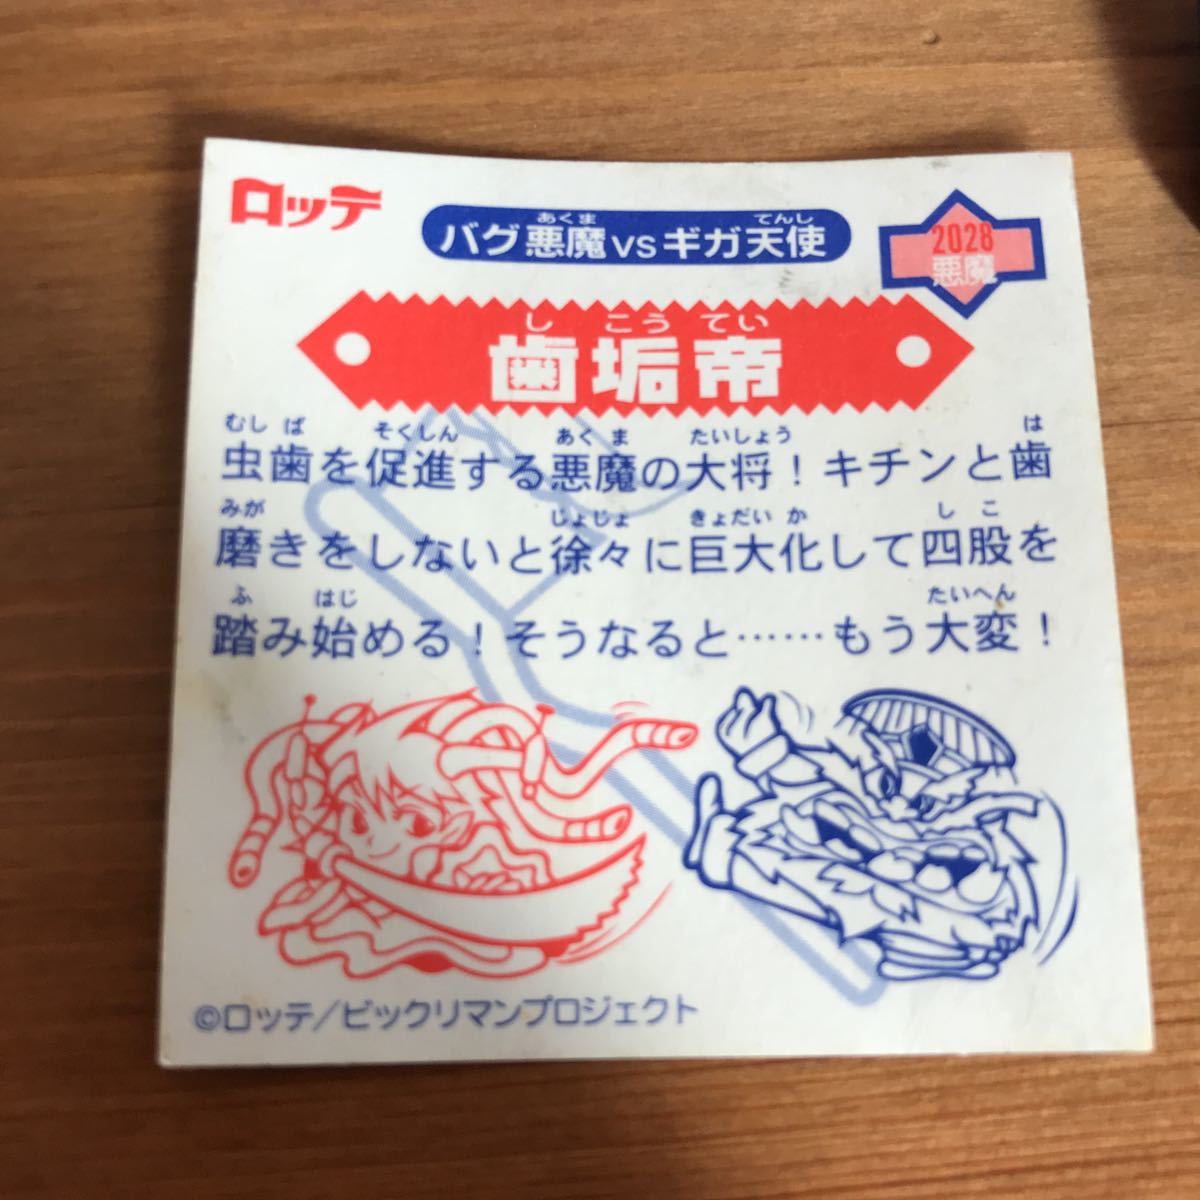 ロッテ
あくま てんし
バグ悪魔vsギガ天使
2028
悪魔
し こう てい
歯垢帝
むし ば そくしん あく ま たいしょう は
虫歯を促進する悪魔の大将！キチンと歯
みが じょじょ きょだい か し こ
磨きをしないと徐々に巨大化して四股を
ふ はじ たいへん
踏み始める！そうなると……もう大変！
©ロッテ/ビックリマンプロジェクト